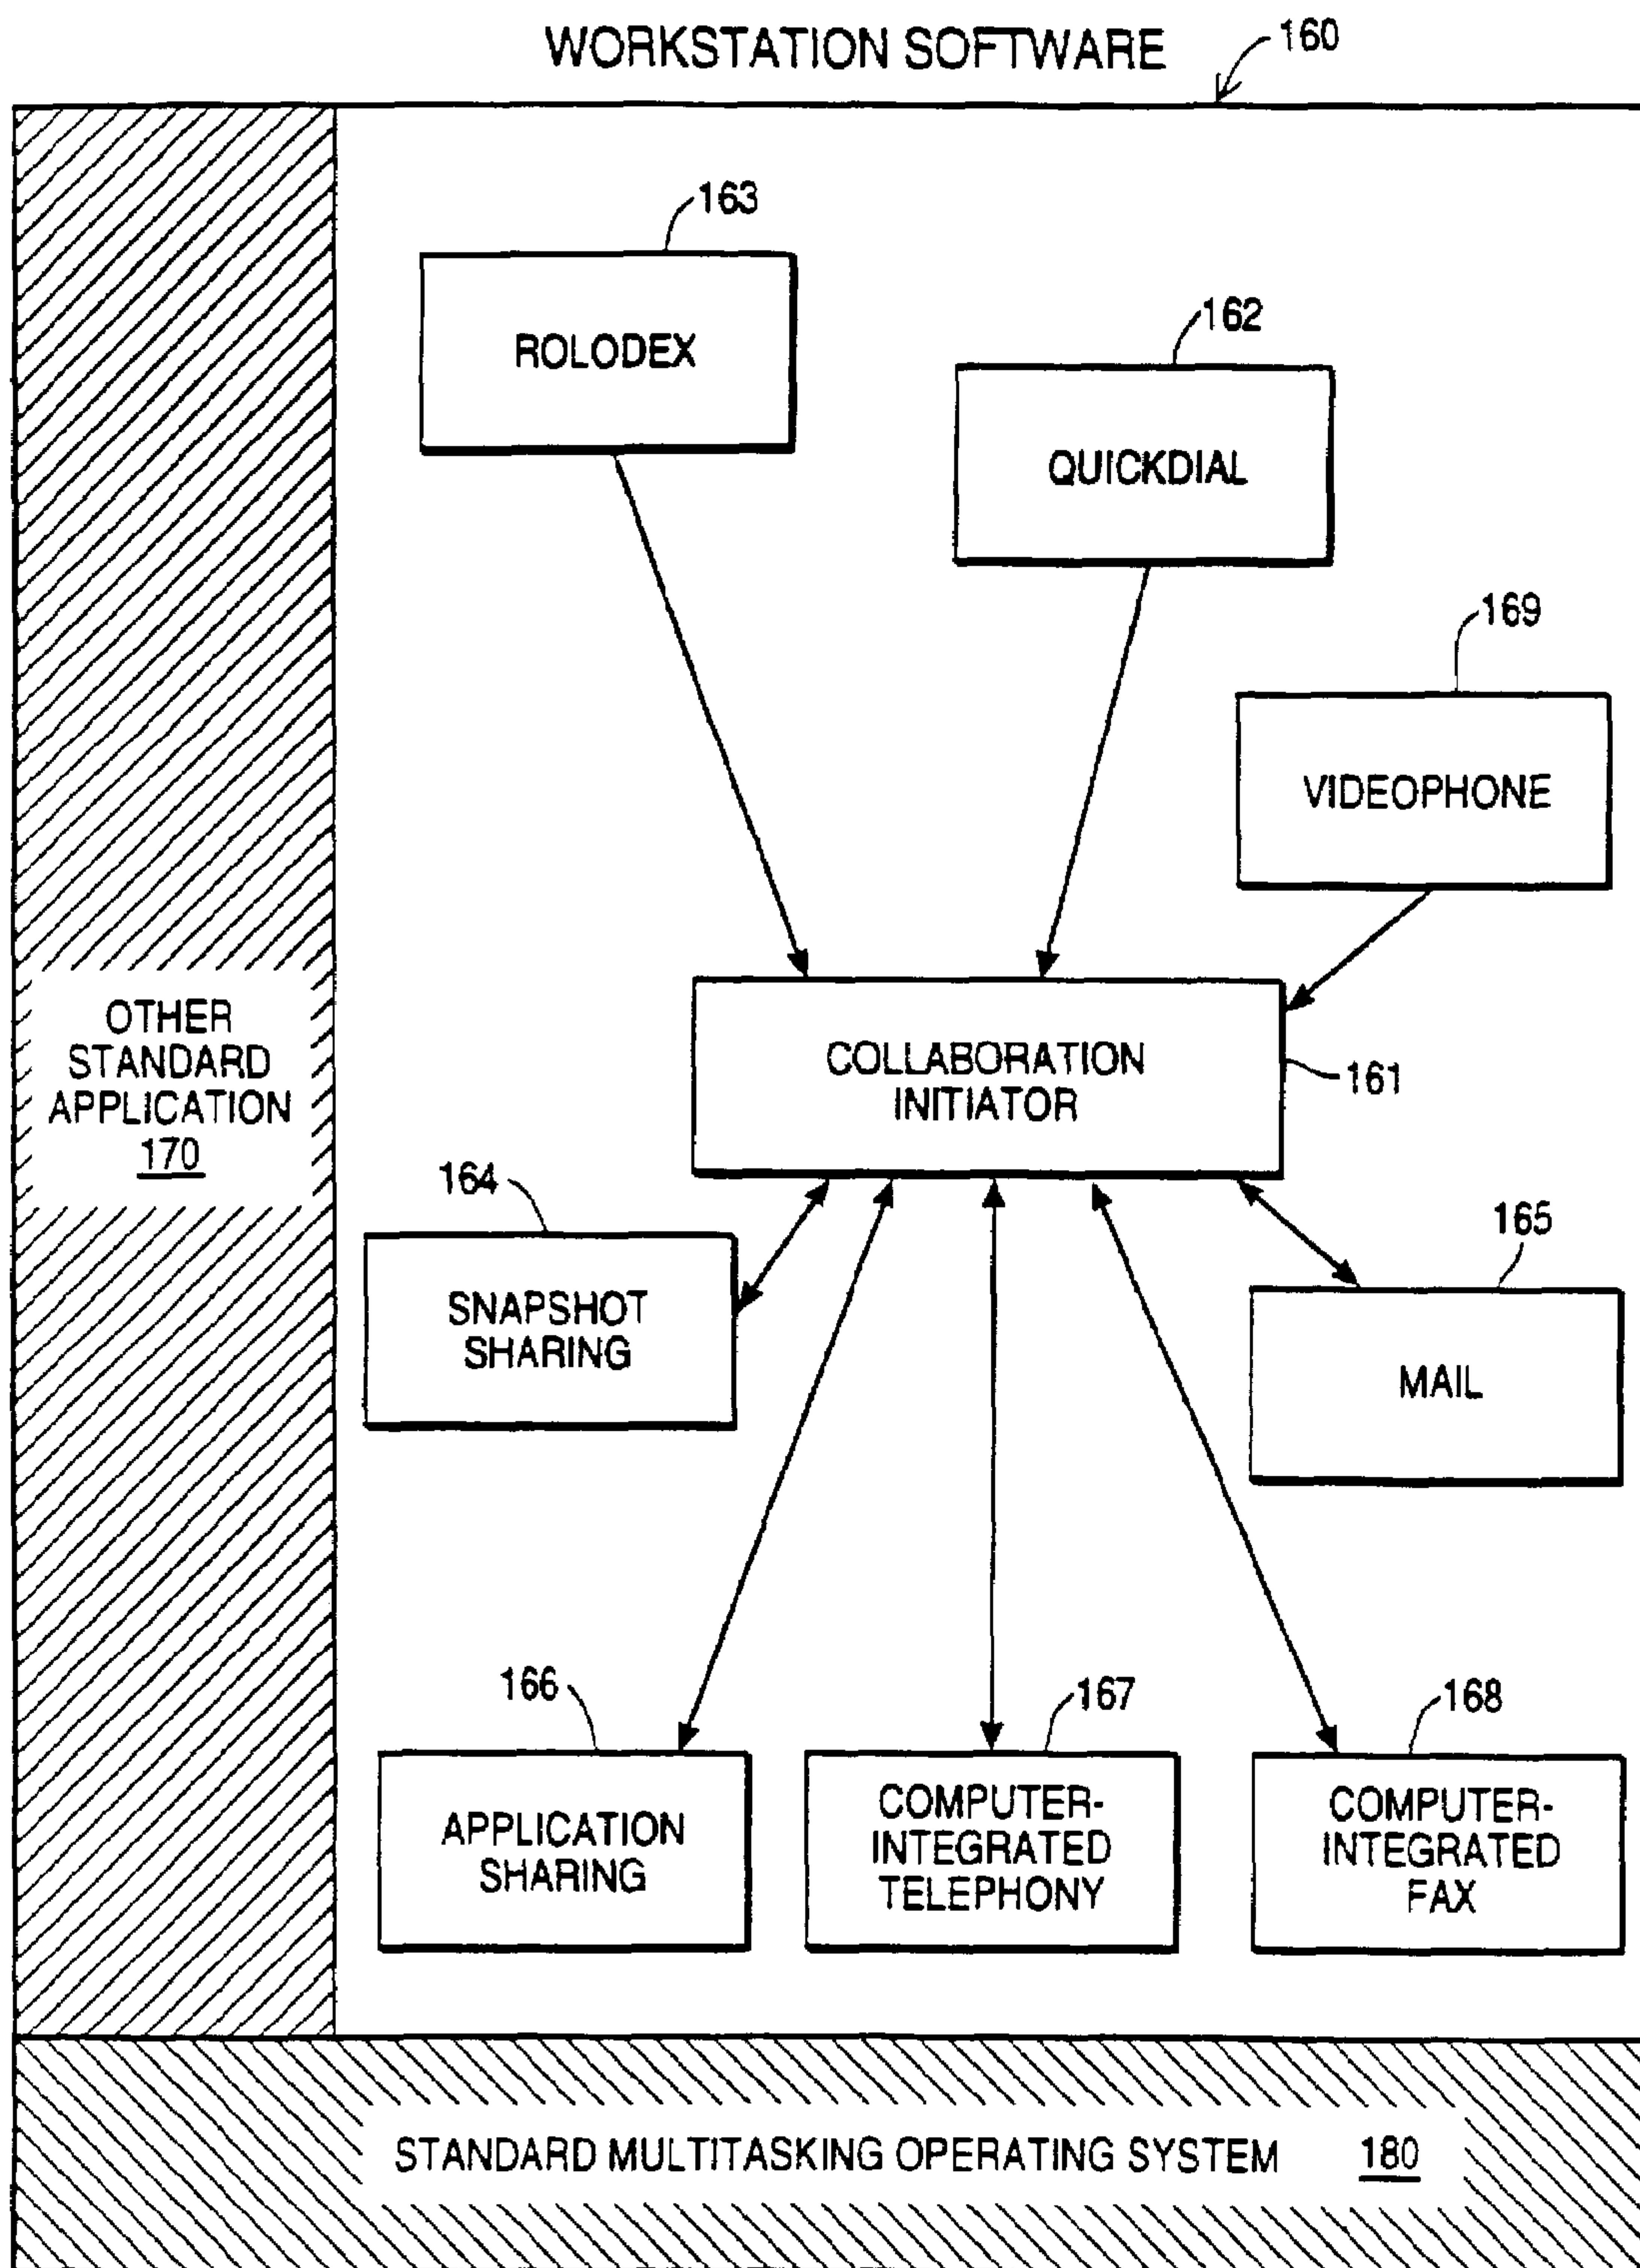 WORKSTATION SOFTWARE
160
163
ROLODEX
162
QUICKDIAL
169
VIDEOPHONE
COLLABORATION
INITIATOR
161
OTHER
STANDARD
APPLICATION
170
164
SNAPSHOT
SHARING
165
MAIL
166
APPLICATION
SHARING
167
COMPUTER-
INTEGRATED
TELEPHONY
168
COMPUTER-
INTEGRATED
FAX
STANDARD MULTITASKING OPERATING SYSTEM 180